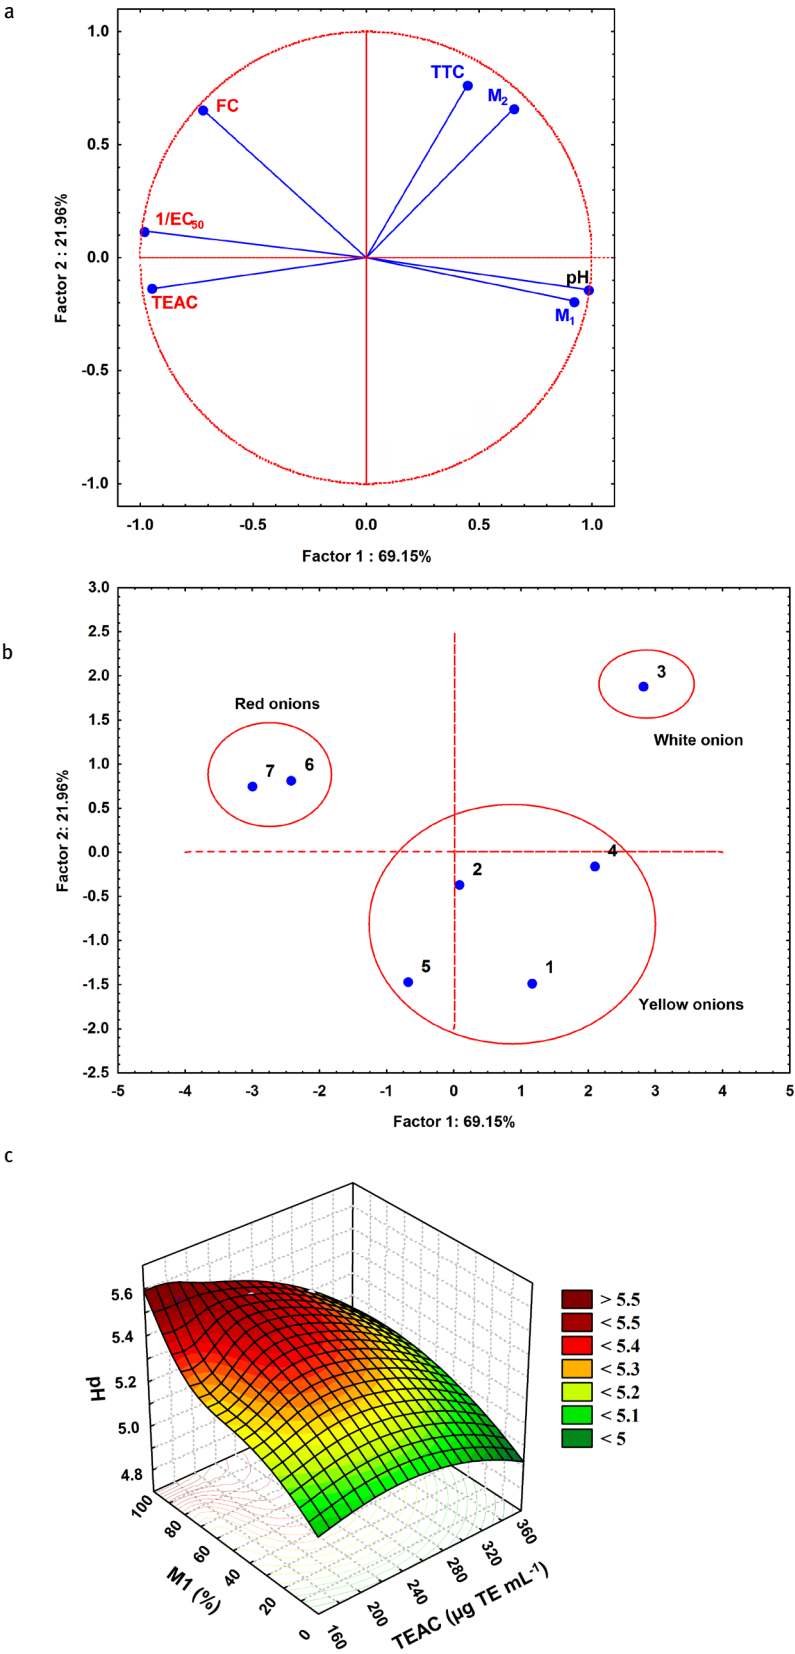 a
1.0
0.5
0.0
-0.5
-1.0
Factor 2 : 21.96%
TTC
M2
FC
1/EC50
TEAC
pH
M1
-1.0 -0.5 0.0 0.5 1.0
Factor 1 : 69.15%
b
3.0
2.5
2.0
1.5
1.0
0.5
0.0
-0.5
-1.0
-1.5
-2.0
-2.5
Factor 2: 21.96%
3
White onion
Red onions
7 6
4
2
5 1
Yellow onions
-5 -4 -3 -2 -1 0 1 2 3 4 5
Factor 1: 69.15%
c
5.6
5.4
5.2
5.0
4.8
pH
100
80
60
40
20
0
M1 (%)
160
200
240
280
320
360
TEAC (µg TE mL-1)
> 5.5
< 5.5
< 5.4
< 5.3
< 5.2
< 5.1
< 5